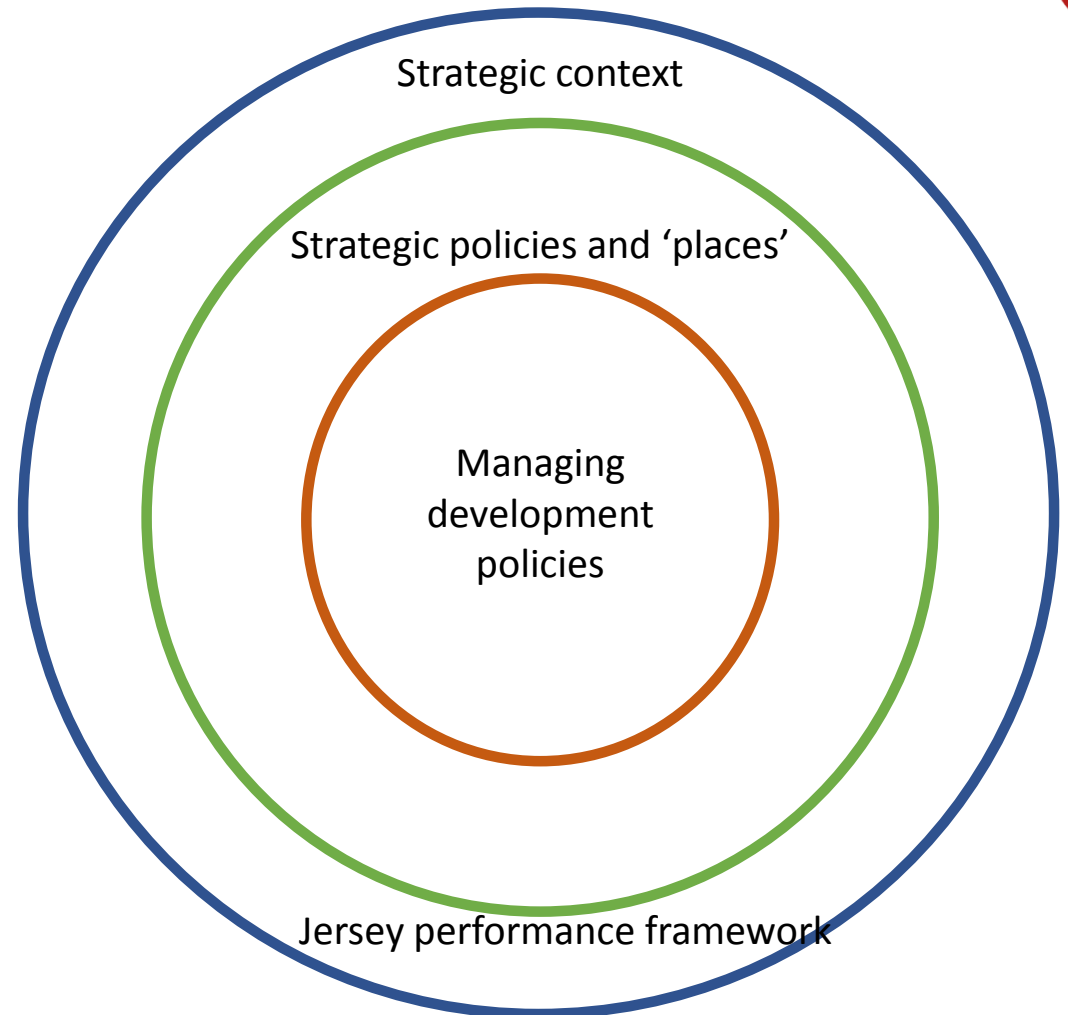 Strategic context
Strategic policies and ‘places’
Managing
development
policies
Jersey performance framework